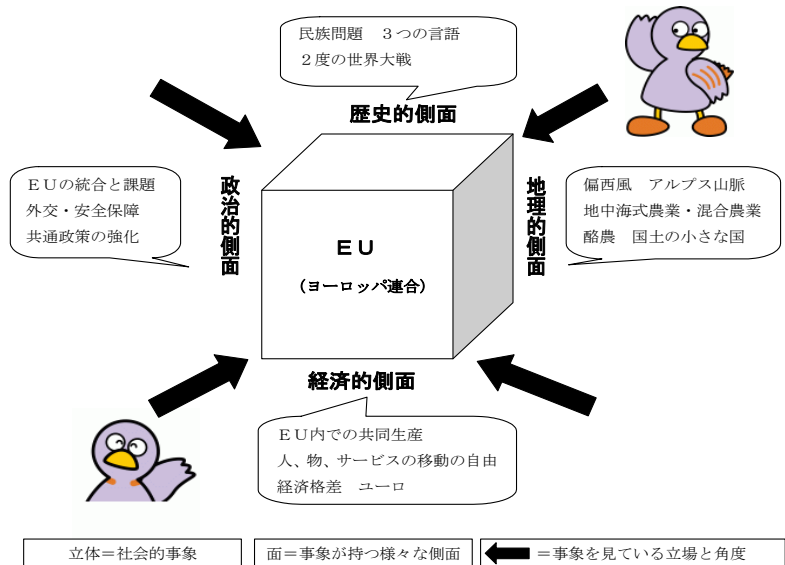 民族問題　３つの言語
２度の世界大戦
歴史的側面
ＥＵの統合と課題
外交・安全保障
共通政策の強化
政治的側面
ＥＵ
（ヨーロッパ連合）
地理的側面
偏西風　アルプス山脈
地中海式農業・混合農業
酪農　国土の小さな国
経済的側面
ＥＵ内での共同生産
人、物、サービスの移動の自由
経済格差　ユーロ
立体＝社会的事象
面＝事象が持つ様々な側面
＝事象を見ている立場と角度